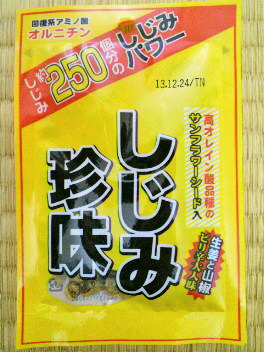 回復系アミノ酸
オルニチン
しじみ
約250個分の
しじみパワー
13.12.24/TN
高オレイン酸品種の
サンフラワーシード入
しじみ
珍味
生姜と山椒
ピリ辛大人味